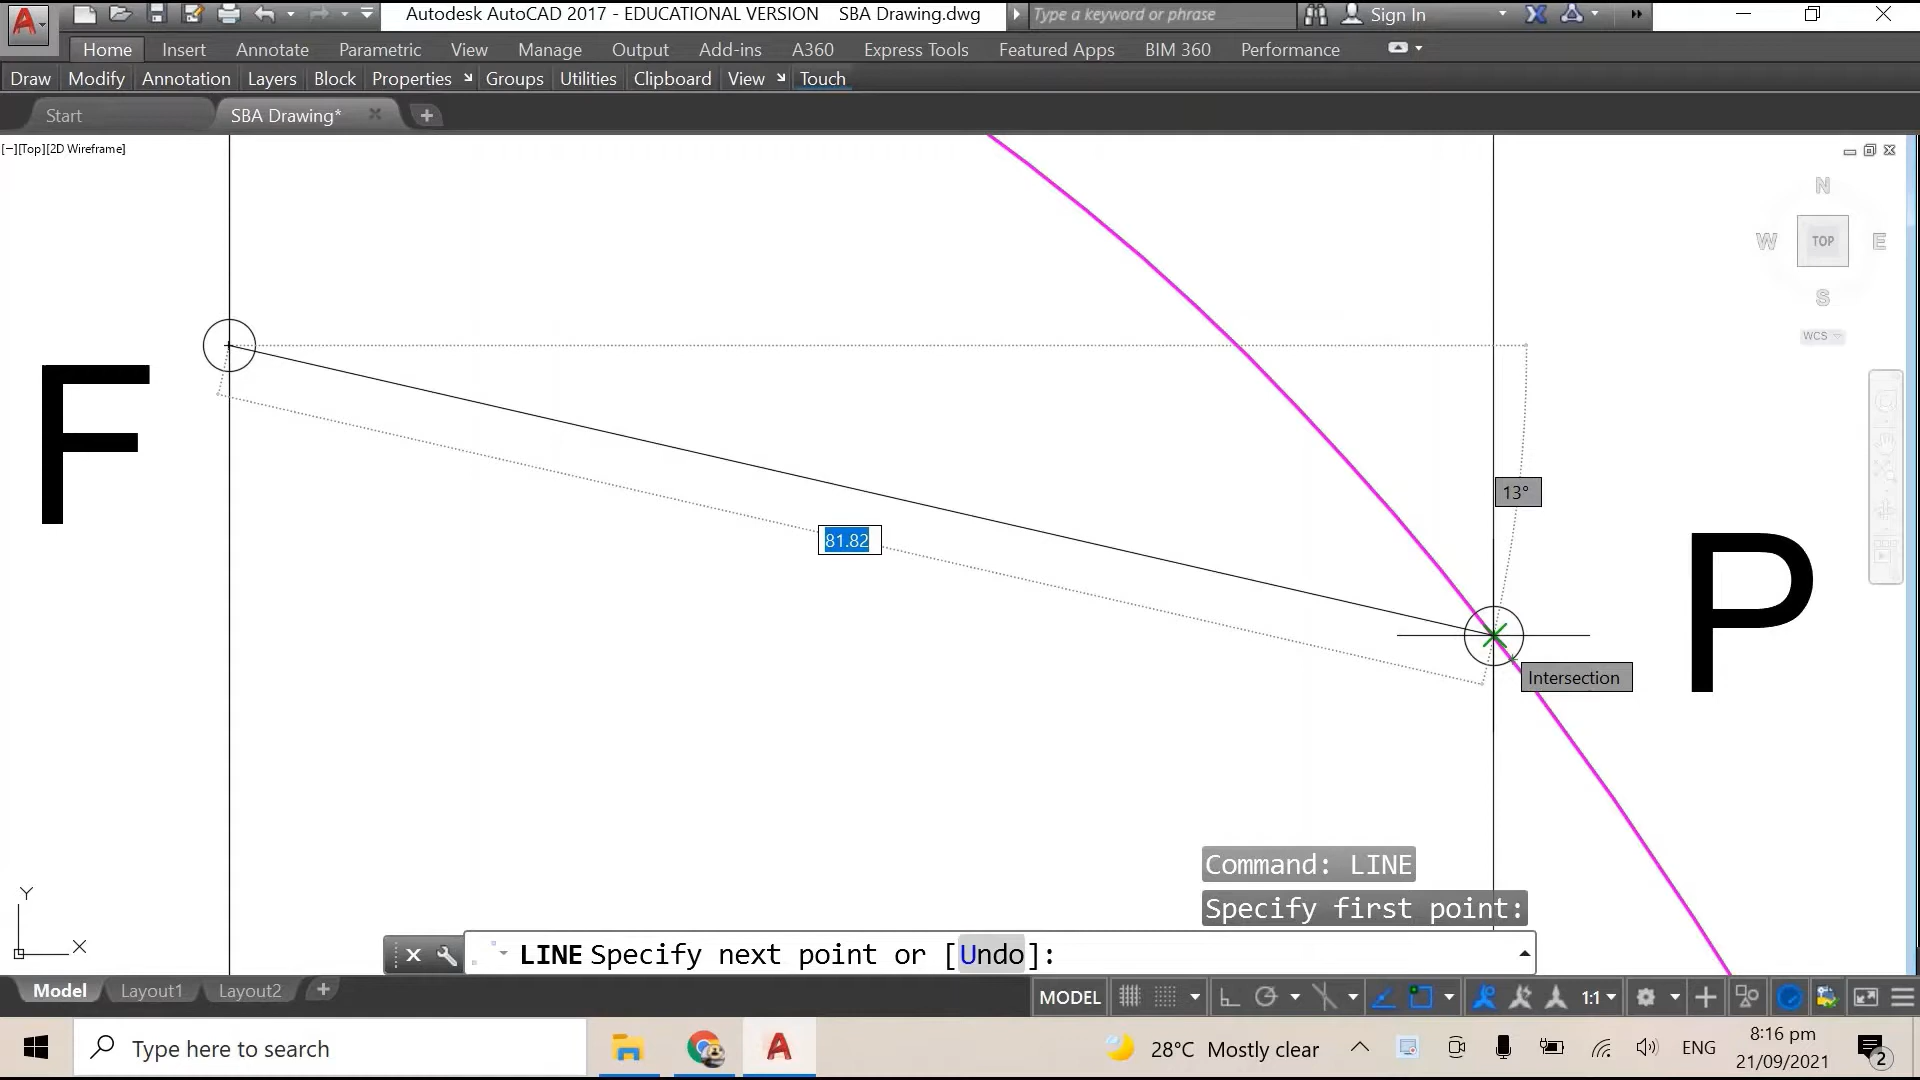 Autodesk AutoCAD 2017 - EDUCATIONAL VERSION SBA Drawing.dwg Type a keyword or phrase Sign In
Home Insert Annotate Parametric View Manage Output Add-ins A360 Express Tools Featured Apps BIM 360 Performance
Draw Modify Annotation Layers Block Properties Groups Utilities Clipboard View Touch
Start SBA Drawing*
[−][Top][2D Wireframe]
N
W TOP E
S
WCS
F
13°
81.82
P
Intersection
Command: LINE
Y
Specify first point:
X
LINE Specify next point or [Undo]:
Model Layout1 Layout2 MODEL 1:1
Type here to search 28°C Mostly clear ENG 8:16 pm
21/09/2021 2